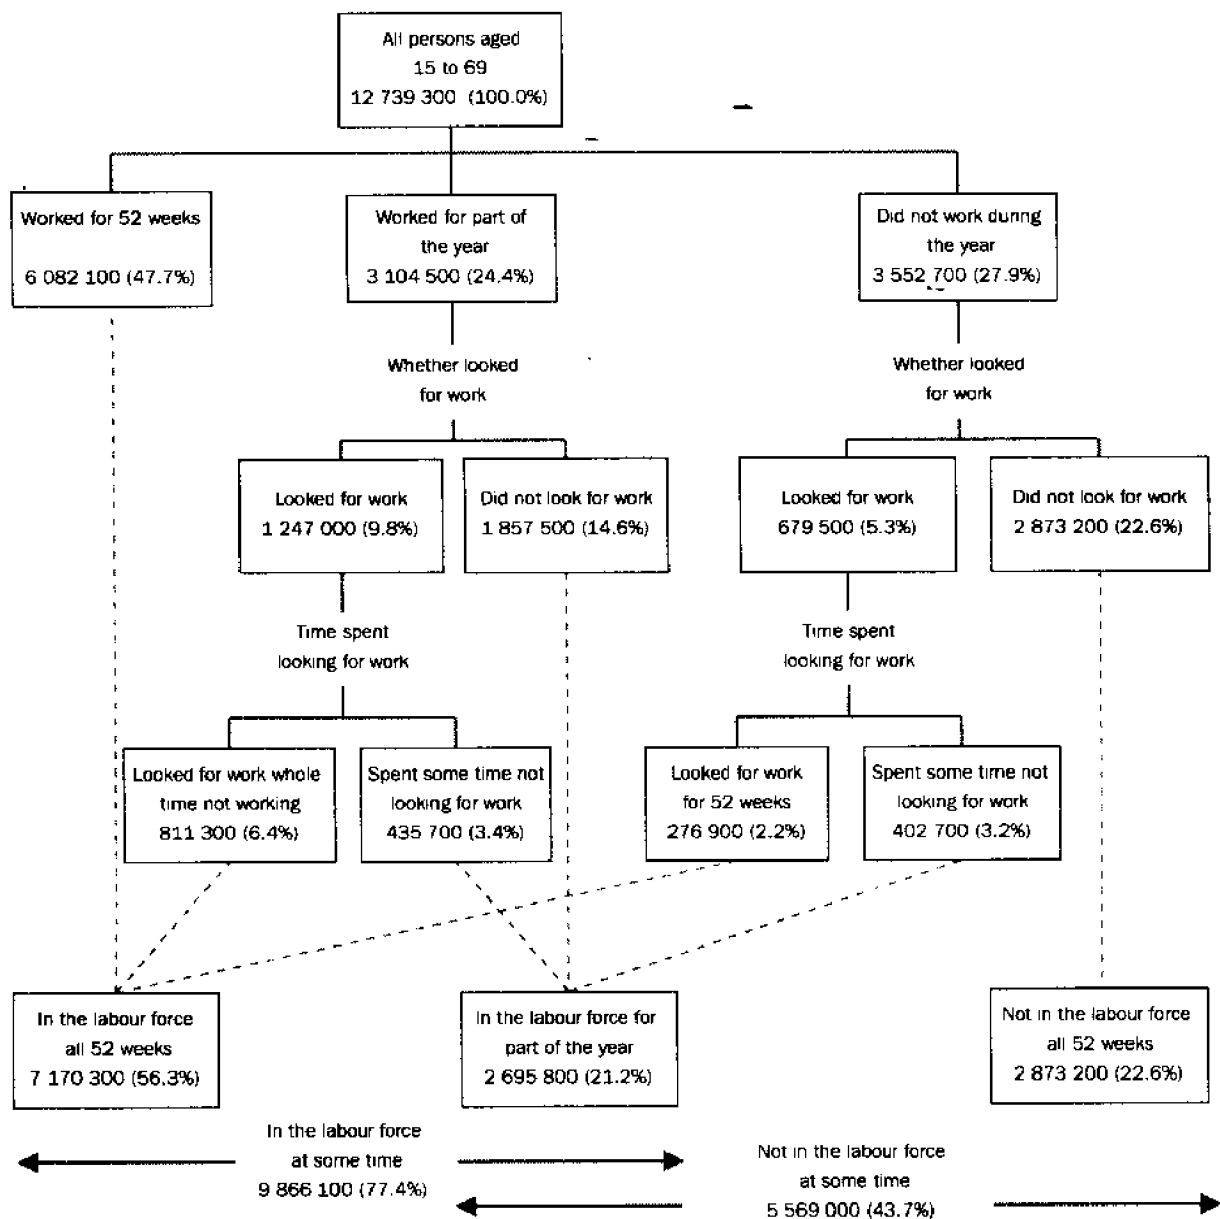 All persons aged
15 to 69
12 739 300 (100.0%)
Worked for 52 weeks
6 082 100 (47.7%)
Worked for part of
the year
3 104 500 (24.4%)
Did not work during
the year
3 552 700 (27.9%)
Whether looked
for work
Whether looked
for work
Looked for work
1 247 000 (9.8%)
Did not look for work
1 857 500 (14.6%)
Looked for work
679 500 (5.3%)
Did not look for work
2 873 200 (22.6%)
Time spent
looking for work
Time spent
looking for work
Looked for work whole
time not working
811 300 (6.4%)
Spent some time not
looking for work
435 700 (3.4%)
Looked for work
for 52 weeks
276 900 (2.2%)
Spent some time not
looking for work
402 700 (3.2%)
In the labour force
all 52 weeks
7 170 300 (56.3%)
In the labour force for
part of the year
2 695 800 (21.2%)
Not in the labour force
all 52 weeks
2 873 200 (22.6%)
In the labour force
at some time
9 866 100 (77.4%)
Not in the labour force
at some time
5 569 000 (43.7%)